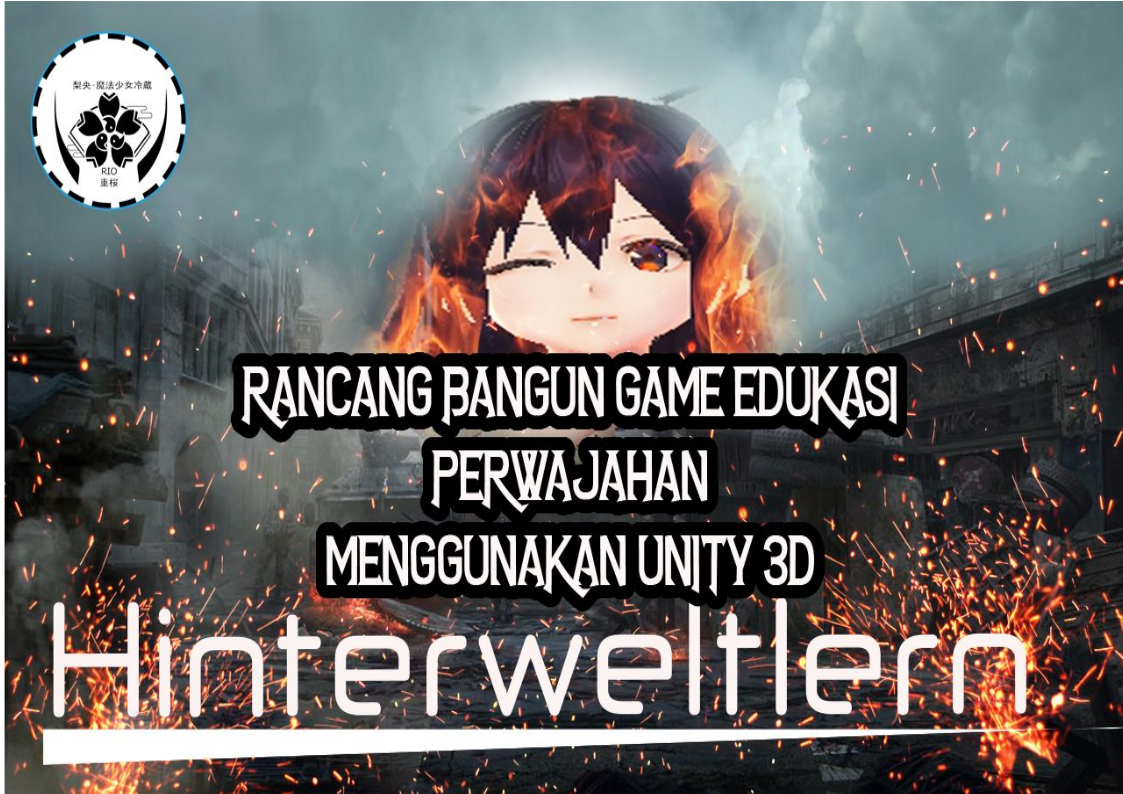 梨央·魔法少女冷蔵
RIO
重桜
RANCANG BANGUN GAME EDUKASI
PERWAJAHAN
MENGGUNAKAN UNITY 3D
Hinterweltlern